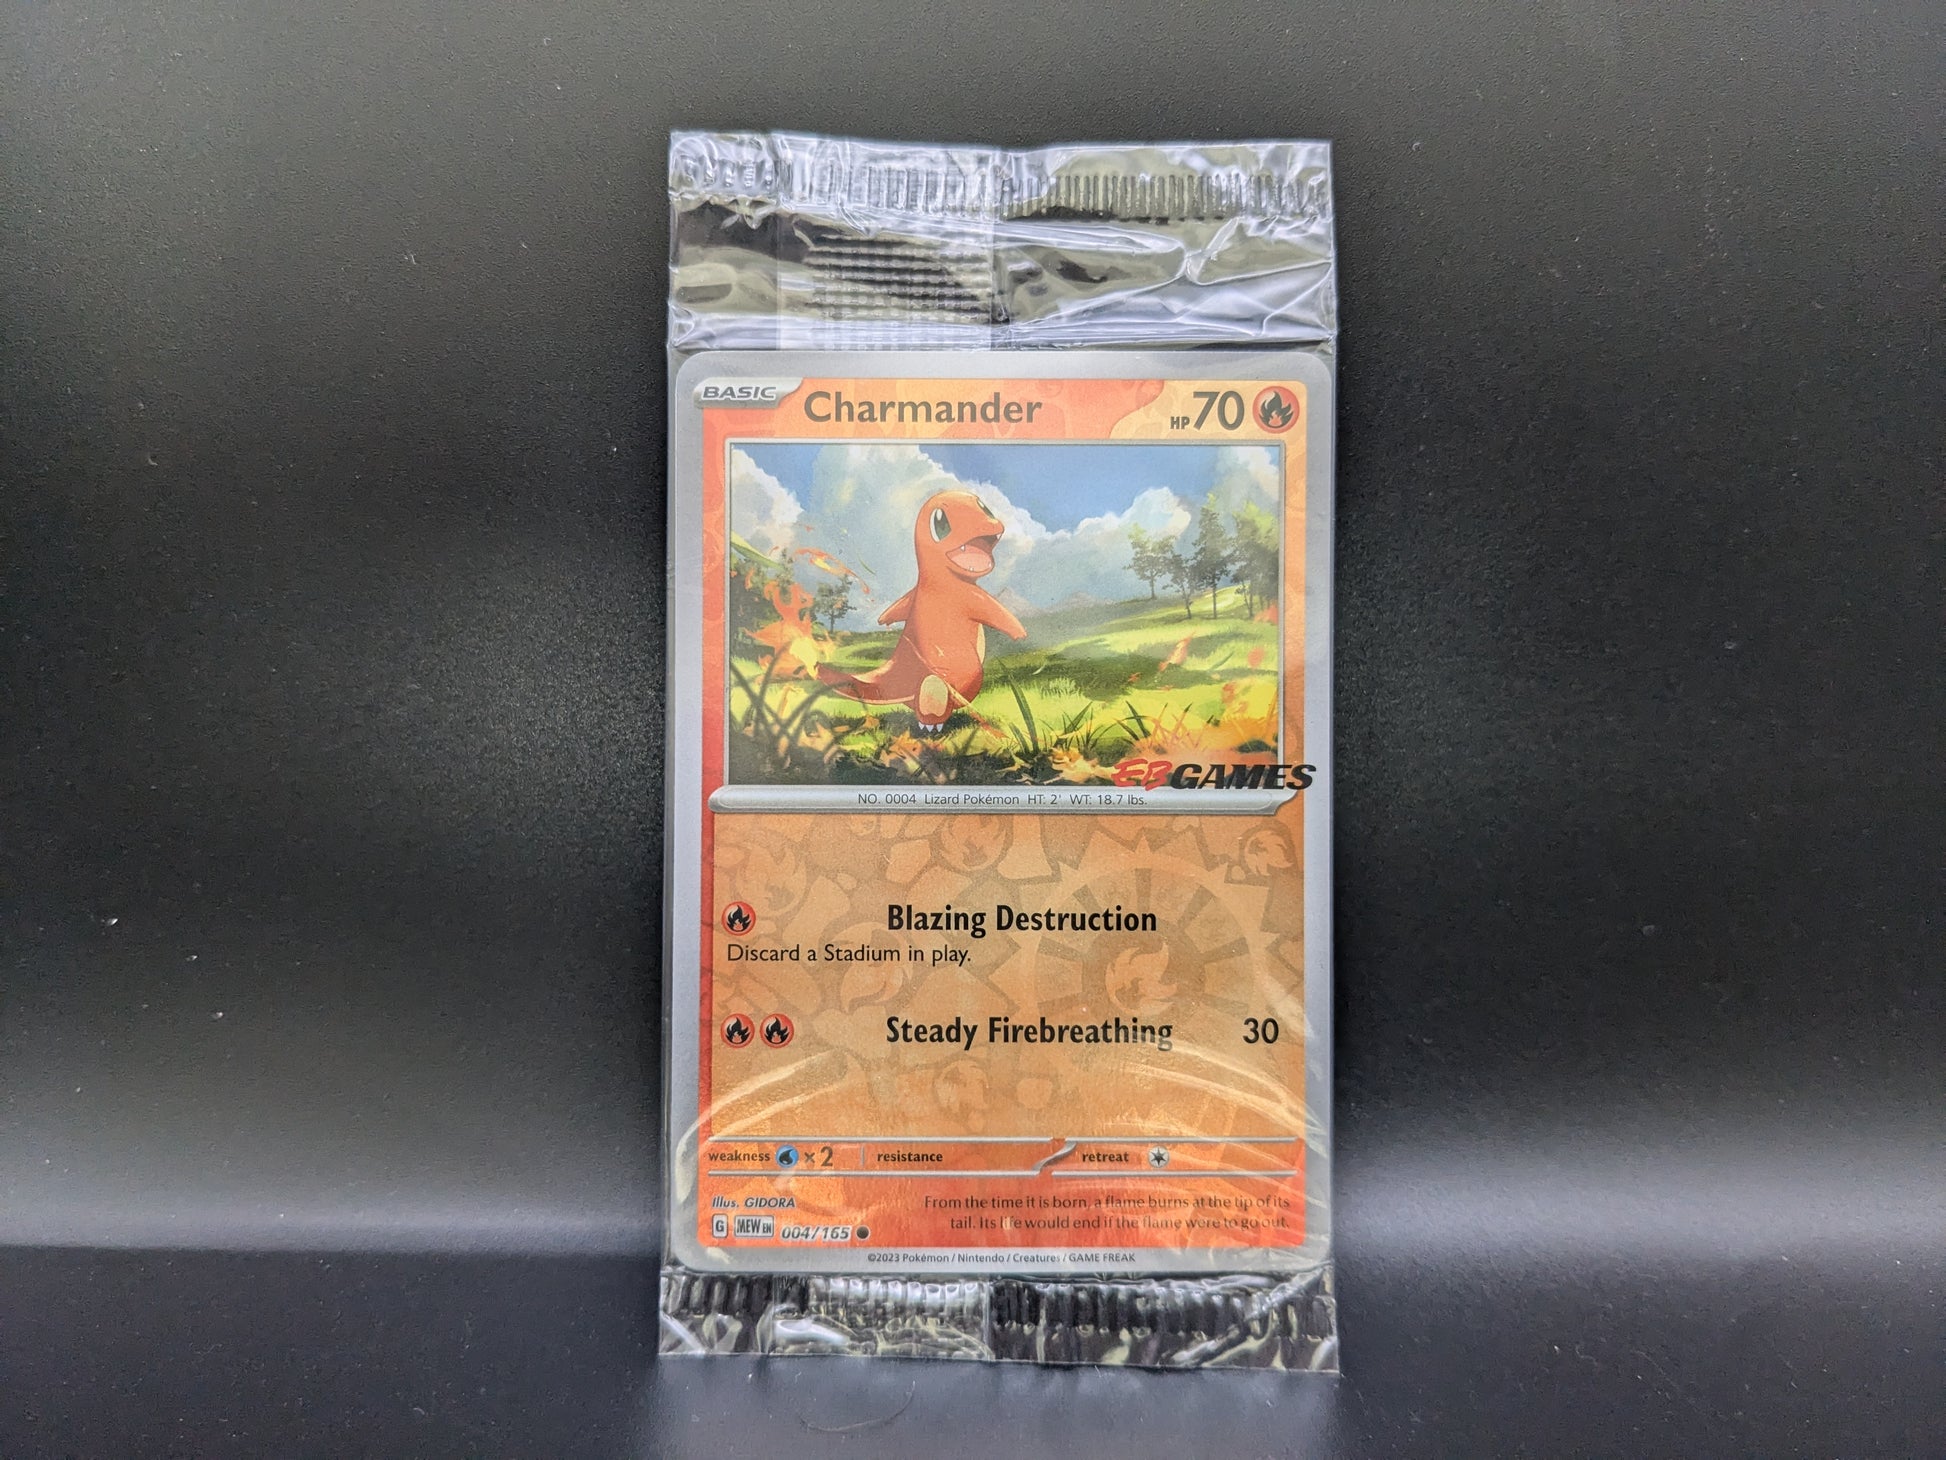 BASIC Charmander HP 70
EB GAMES
NO. 0004 Lizard Pokémon HT: 2' WT: 18.7 lbs.
Blazing Destruction
Discard a Stadium in play.
Steady Firebreathing 30
weakness × 2 resistance retreat
Illus. GIDORA
From the time it is born, a flame burns at the tip of its
tail. Its life would end if the flame were to go out.
G MEW EN 004/165
©2023 Pokémon / Nintendo / Creatures / GAME FREAK